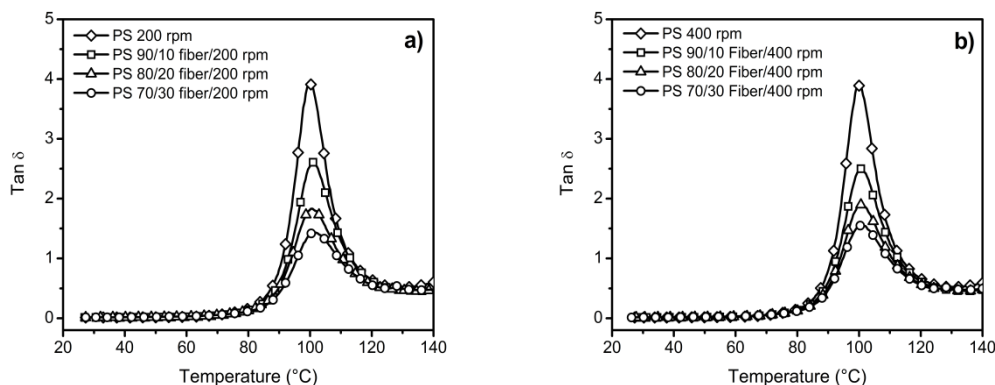 a)
PS 200 rpm
PS 90/10 fiber/200 rpm
PS 80/20 fiber/200 rpm
PS 70/30 fiber/200 rpm
5
4
3
2
1
0
Tan δ
20 40 60 80 100 120 140
Temperature (°C)
b)
PS 400 rpm
PS 90/10 Fiber/400 rpm
PS 80/20 Fiber/400 rpm
PS 70/30 Fiber/400 rpm
5
4
3
2
1
0
Tan δ
20 40 60 80 100 120 140
Temperature (°C)